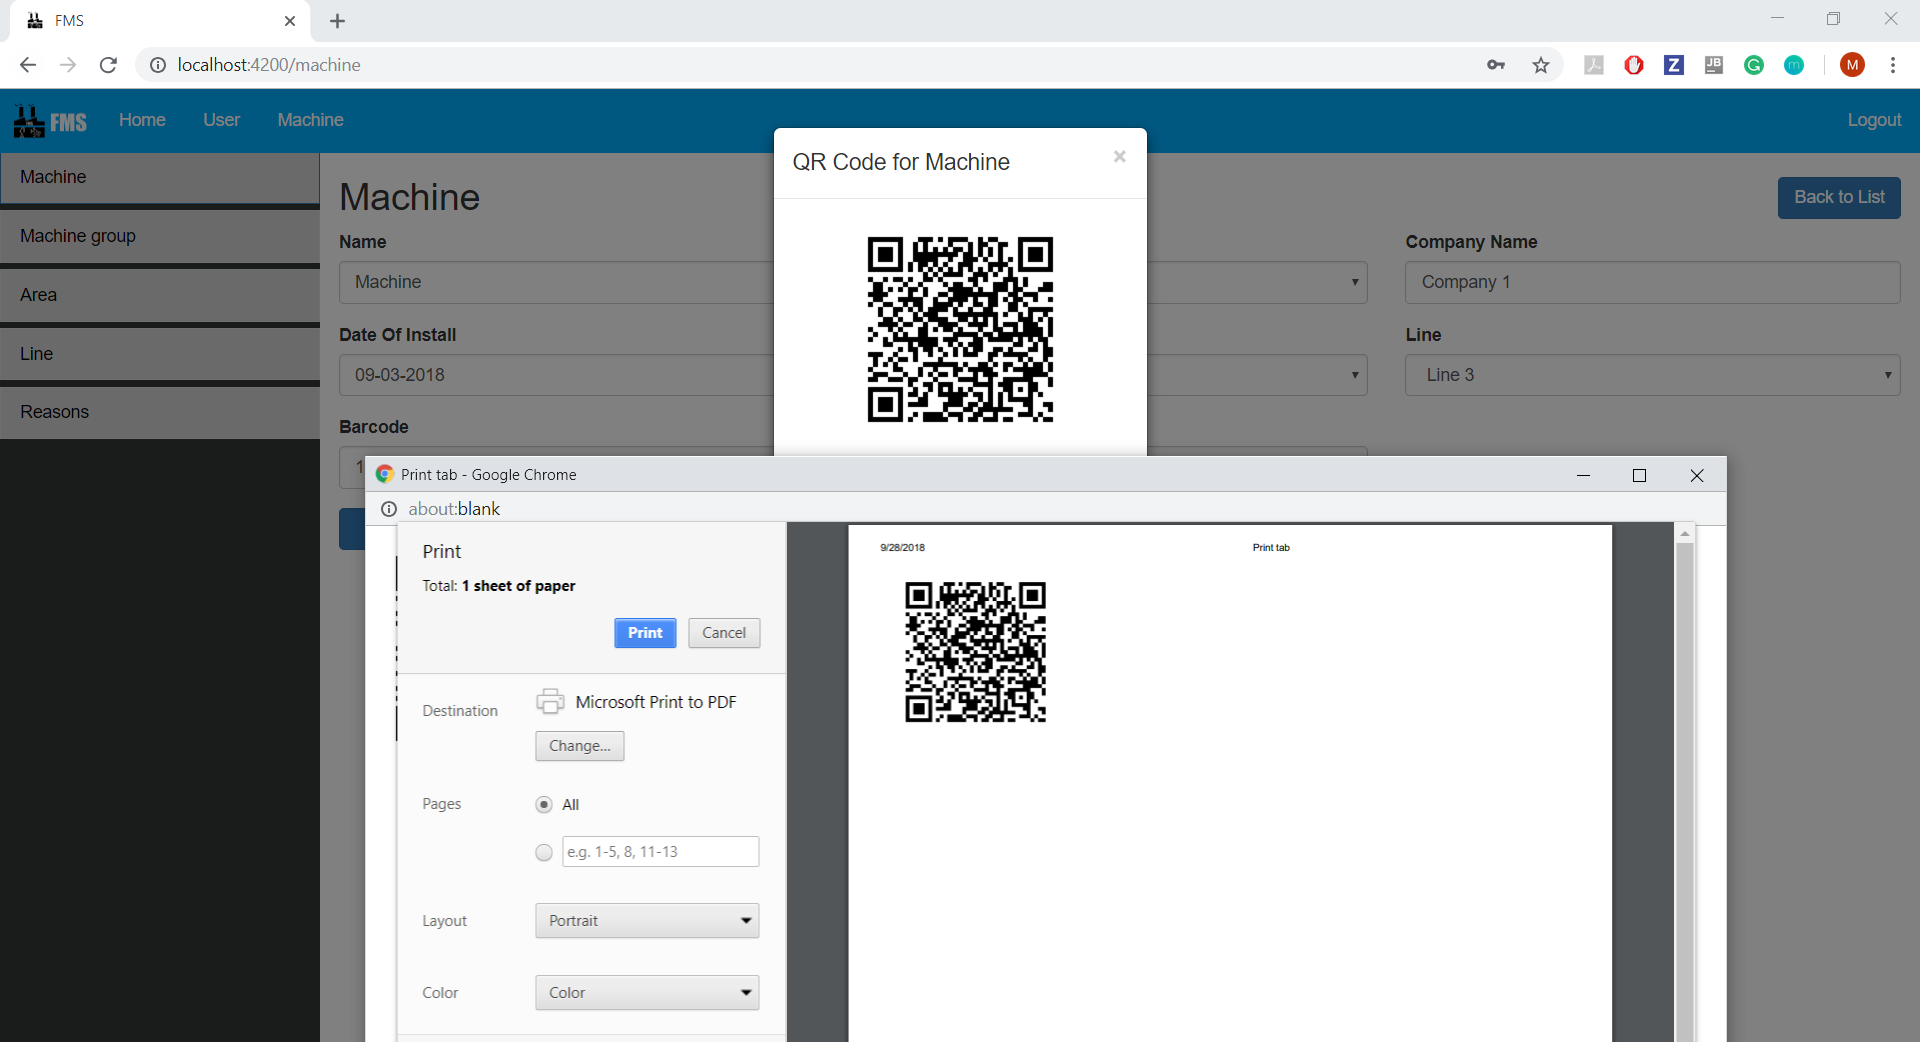 FMS
localhost:4200/machine
Z
JB
G
m
M
FMS
Home
User
Machine
Logout
Machine
Machine group
Area
Line
Reasons
Machine
Back to List
Name
Machine
Company Name
Company 1
Date Of Install
09-03-2018
Line
Line 3
Barcode
1
QR Code for Machine
Print tab - Google Chrome
about:blank
Print
Total: 1 sheet of paper
Print
Cancel
Destination
Microsoft Print to PDF
Change...
Pages
All
e.g. 1-5, 8, 11-13
Layout
Portrait
Color
Color
9/28/2018
Print tab